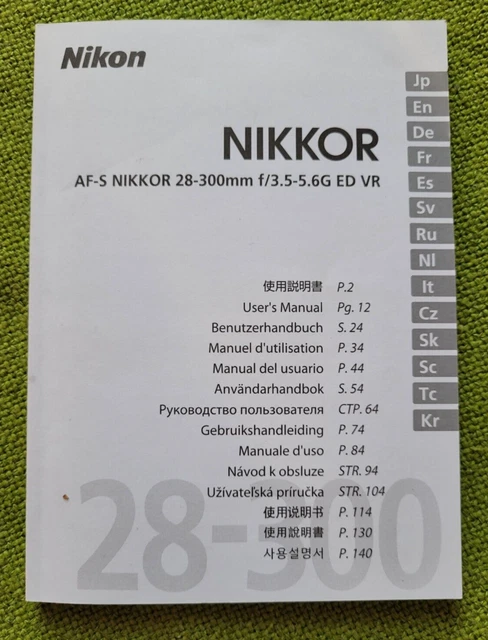 Nikon
NIKKOR
AF-S NIKKOR 28-300mm f/3.5-5.6G ED VR
Jp
En
De
Fr
Es
Sv
Ru
Nl
It
Cz
Sk
Sc
Tc
Kr
使用説明書 P.2
User's Manual Pg. 12
Benutzerhandbuch S. 24
Manuel d'utilisation P. 34
Manual del usuario P. 44
Användarhandbok S. 54
Руководство пользователя СТР. 64
Gebruikshandleiding P. 74
Manuale d'uso P. 84
Návod k obsluze STR. 94
Užívateľská príručka STR. 104
使用说明书 P. 114
使用說明書 P. 130
사용설명서 P. 140
28-300